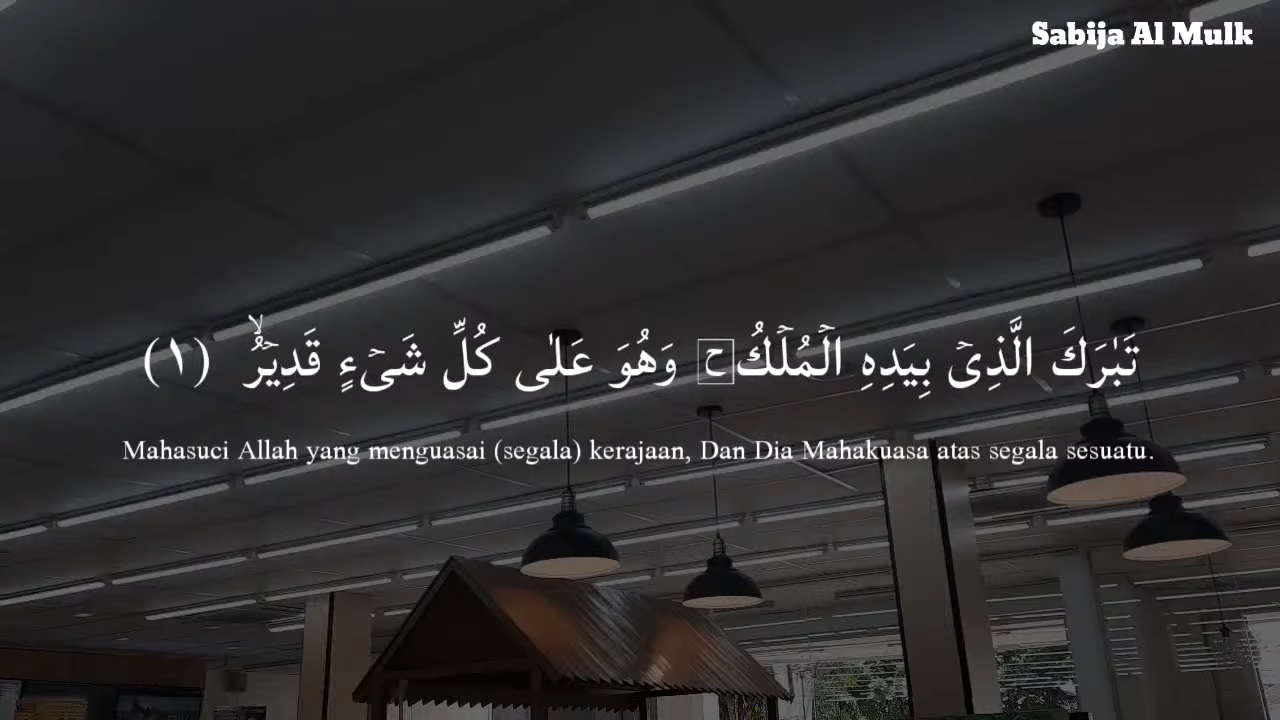 Sabija Al Mulk
تَبٰرَكَ الَّذِيْ بِيَدِهِ الْمُلْكُۖ وَهُوَ عَلٰى كُلِّ شَيْءٍ قَدِيْرٌۙ (١)
Mahasuci Allah yang menguasai (segala) kerajaan, Dan Dia Mahakuasa atas segala sesuatu.